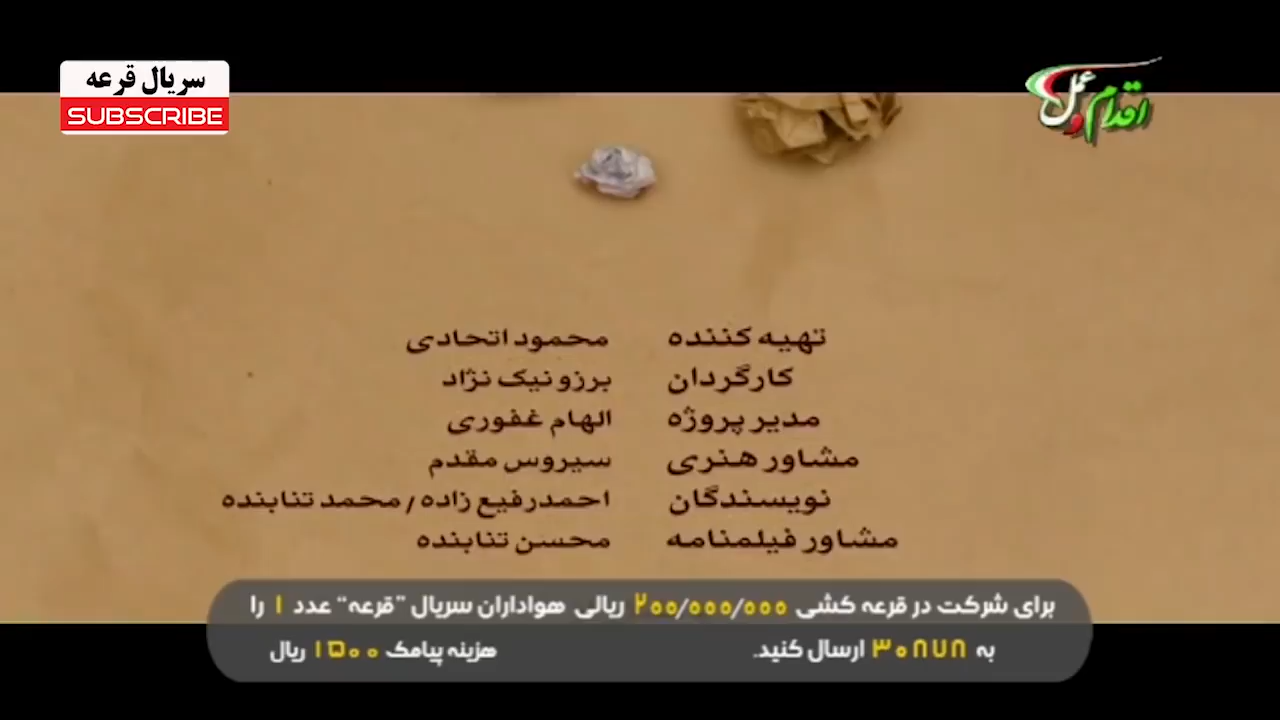 سریال قرعه
SUBSCRIBE
اقدام و عمل
تهیه کننده محمود اتحادی
کارگردان برزو نیک نژاد
مدیر پروژه الهام غفوری
مشاور هنری سیروس مقدم
نویسندگان احمدرفیع زاده / محمد تنابنده
مشاور فیلمنامه محسن تنابنده
برای شرکت در قرعه کشی ۲۰۰/۰۰۰/۰۰۰ ریالی هواداران سریال "قرعه" عدد ۱ را
به ۳۰۸۷۸ ارسال کنید. هزینه پیامک ۱۵۰۰ ریال